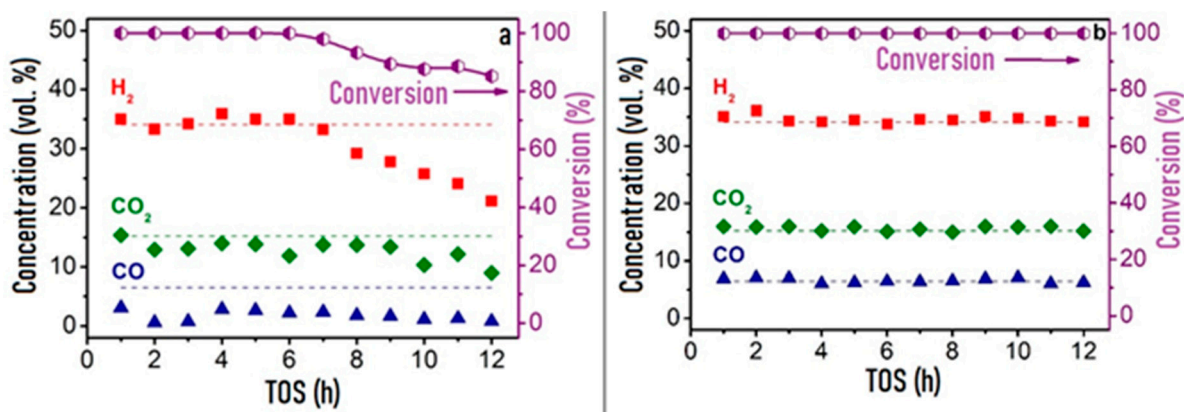 a
50
40
30
20
10
0
Concentration (vol. %)
H2
CO2
CO
Conversion
100
80
60
40
20
0
Conversion (%)
0 2 4 6 8 10 12
TOS (h)
b
50
40
30
20
10
0
Concentration (vol. %)
H2
CO2
CO
Conversion
100
80
60
40
20
0
Conversion (%)
0 2 4 6 8 10 12
TOS (h)